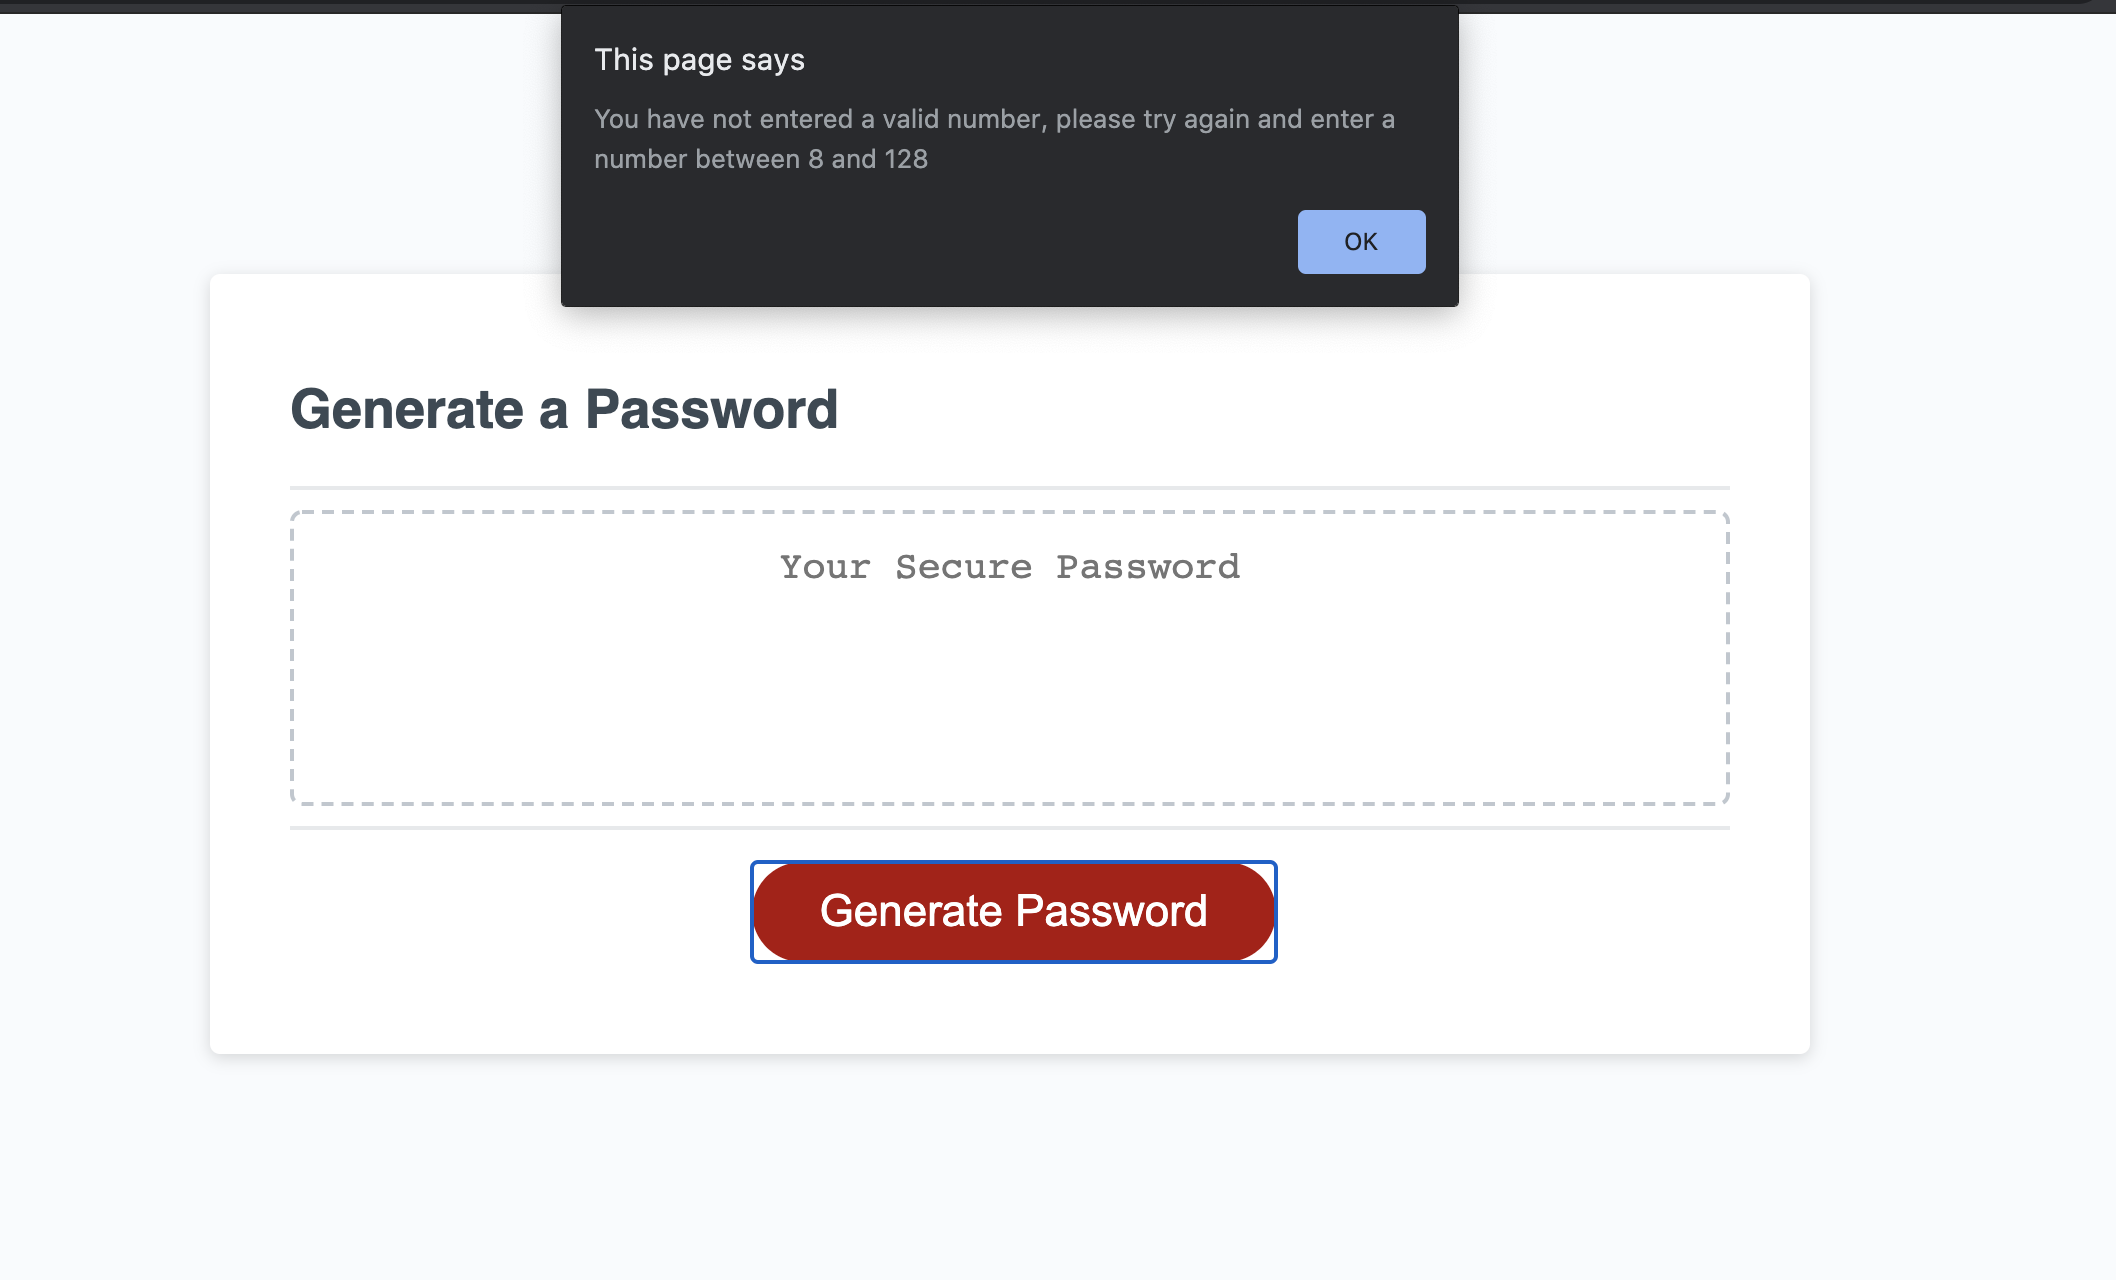 This page says
You have not entered a valid number, please try again and enter a
number between 8 and 128
OK
Generate a Password
Your Secure Password
Generate Password